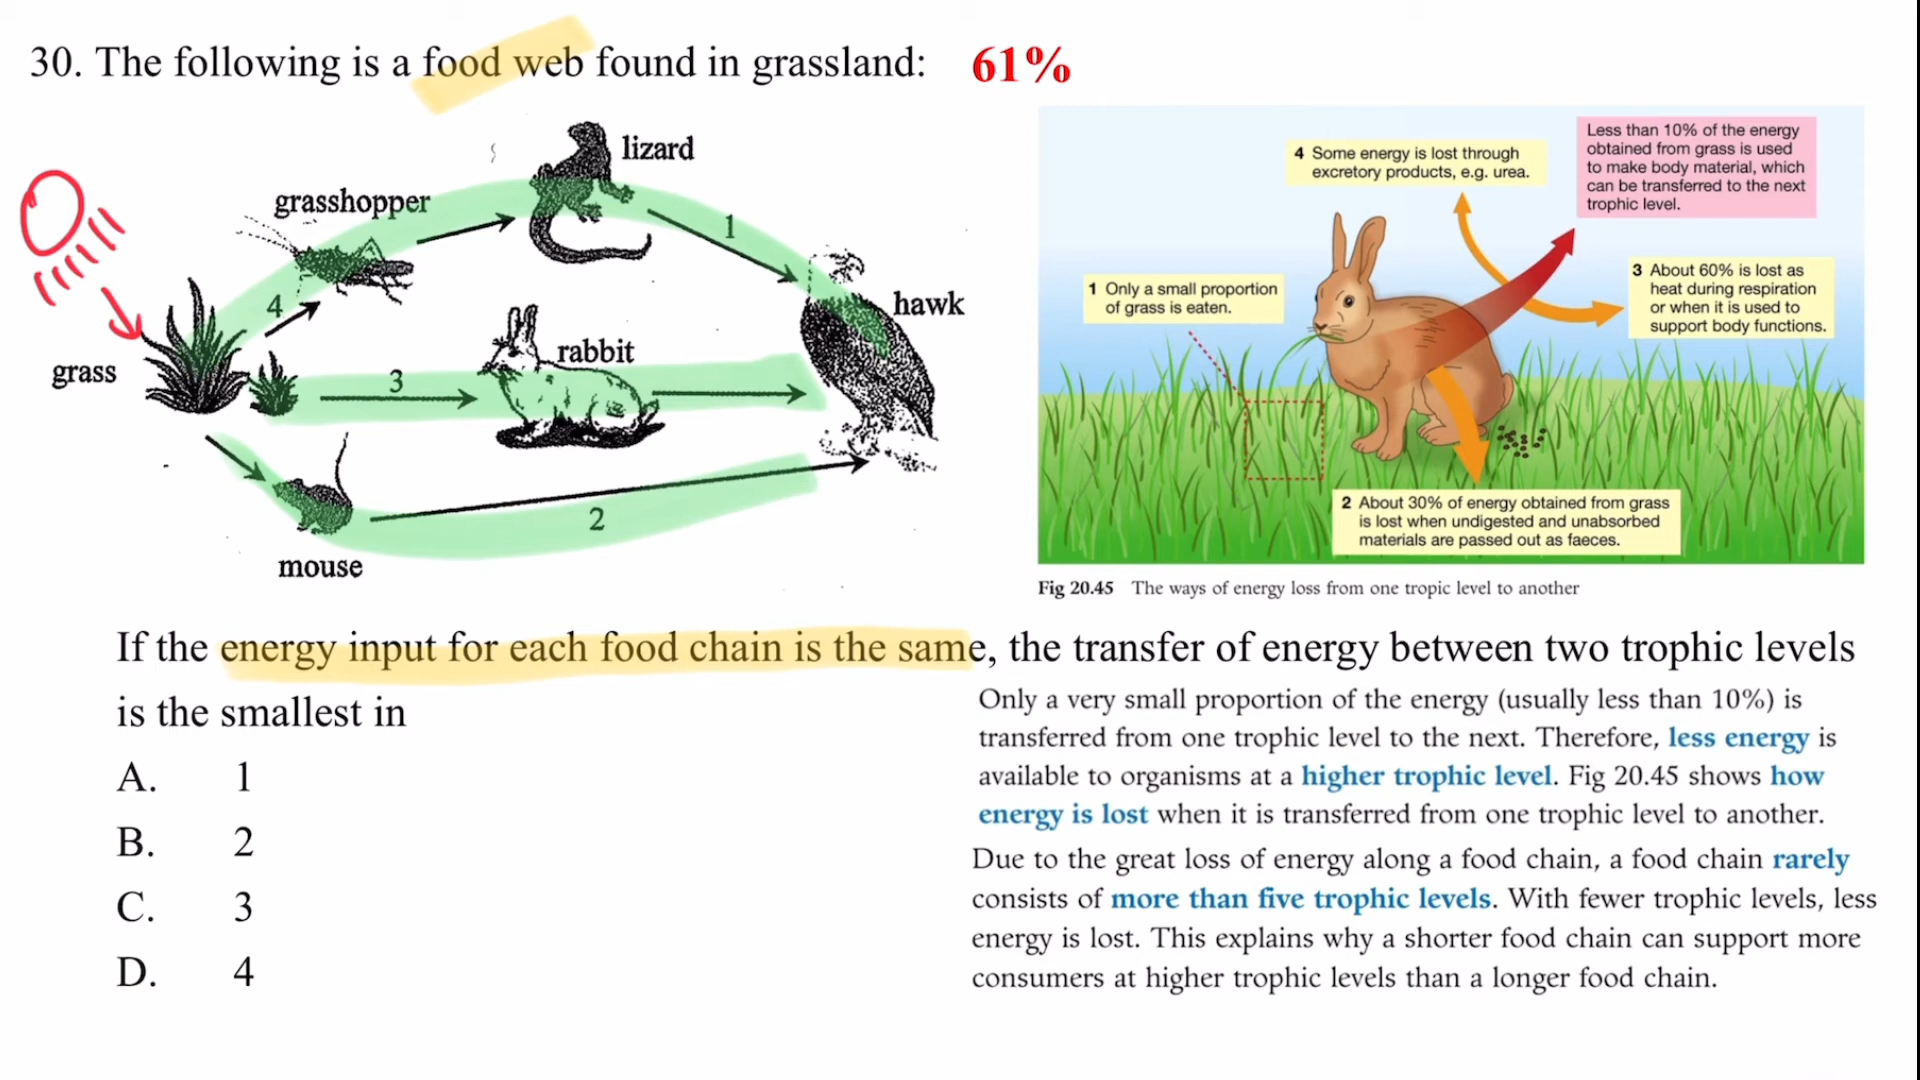 30. The following is a food web found in grassland: 61%
lizard
grasshopper
1
4
hawk
grass
rabbit
3
2
mouse
4 Some energy is lost through
excretory products, e.g. urea.
Less than 10% of the energy
obtained from grass is used
to make body material, which
can be transferred to the next
trophic level.
1 Only a small proportion
of grass is eaten.
3 About 60% is lost as
heat during respiration
or when it is used to
support body functions.
2 About 30% of energy obtained from grass
is lost when undigested and unabsorbed
materials are passed out as faeces.
Fig 20.45 The ways of energy loss from one tropic level to another
If the energy input for each food chain is the same, the transfer of energy between two trophic levels
is the smallest in
A. 1
B. 2
C. 3
D. 4
Only a very small proportion of the energy (usually less than 10%) is
transferred from one trophic level to the next. Therefore, less energy is
available to organisms at a higher trophic level. Fig 20.45 shows how
energy is lost when it is transferred from one trophic level to another.
Due to the great loss of energy along a food chain, a food chain rarely
consists of more than five trophic levels. With fewer trophic levels, less
energy is lost. This explains why a shorter food chain can support more
consumers at higher trophic levels than a longer food chain.